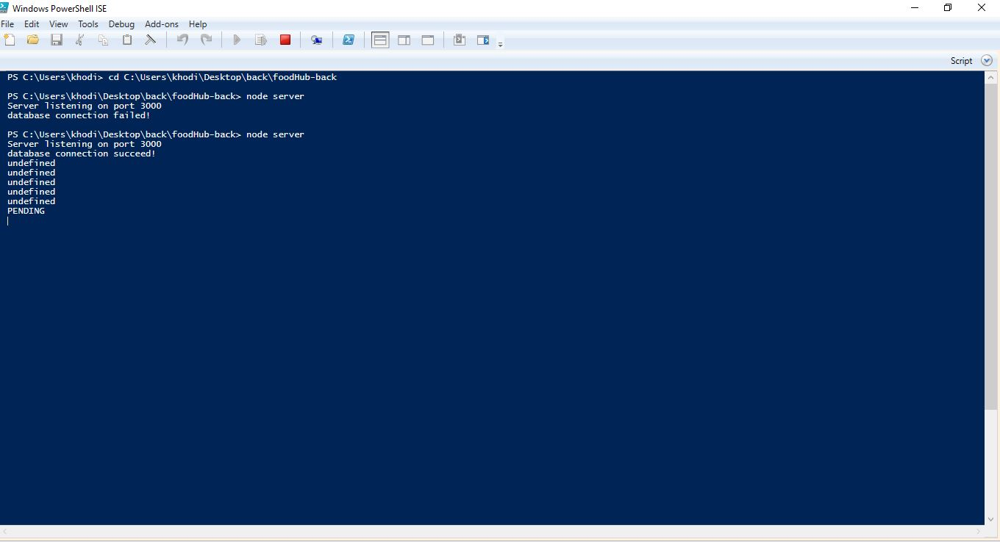 Windows PowerShell ISE
File Edit View Tools Debug Add-ons Help
Script
PS C:\Users\khodi> cd C:\Users\khodi\Desktop\back\foodHub-back
PS C:\Users\khodi\Desktop\back\foodHub-back> node server
Server listening on port 3000
database connection failed!
PS C:\Users\khodi\Desktop\back\foodHub-back> node server
Server listening on port 3000
database connection succeed!
undefined
undefined
undefined
undefined
undefined
PENDING